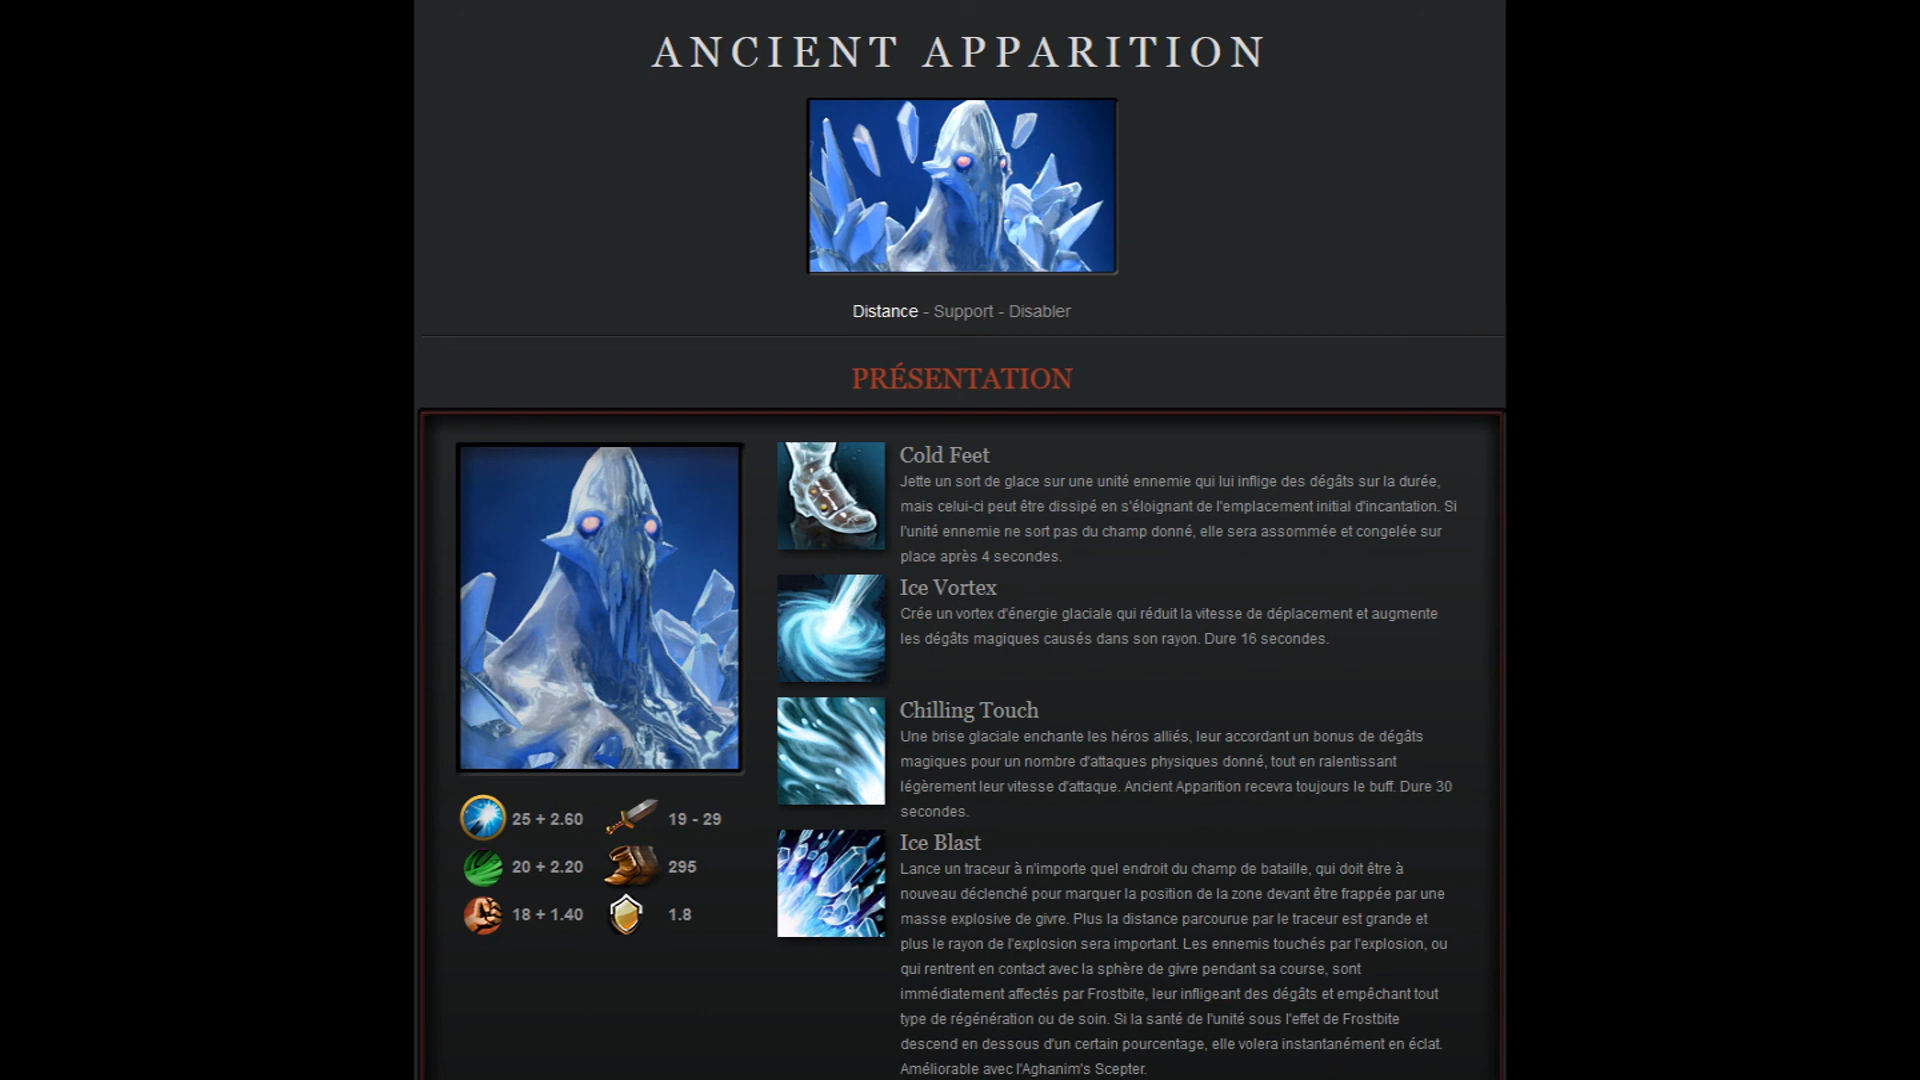 ANCIENT APPARITION
Distance - Support - Disabler
PRÉSENTATION
Cold Feet
Jette un sort de glace sur une unité ennemie qui lui inflige des dégâts sur la durée,
mais celui-ci peut être dissipé en s'éloignant de l'emplacement initial d'incantation. Si
l'unité ennemie ne sort pas du champ donné, elle sera assommée et congelée sur
place après 4 secondes.
Ice Vortex
Crée un vortex d'énergie glaciale qui réduit la vitesse de déplacement et augmente
les dégâts magiques causés dans son rayon. Dure 16 secondes.
Chilling Touch
Une brise glaciale enchante les héros alliés, leur accordant un bonus de dégâts
magiques pour un nombre d'attaques physiques donné, tout en ralentissant
légèrement leur vitesse d'attaque. Ancient Apparition recevra toujours le buff. Dure 30
secondes.
Ice Blast
Lance un traceur à n'importe quel endroit du champ de bataille, qui doit être à
nouveau déclenché pour marquer la position de la zone devant être frappée par une
masse explosive de givre. Plus la distance parcourue par le traceur est grande et
plus le rayon de l'explosion sera important. Les ennemis touchés par l'explosion, ou
qui rentrent en contact avec la sphère de givre pendant sa course, sont
immédiatement affectés par Frostbite, leur infligeant des dégâts et empêchant tout
type de régénération ou de soin. Si la santé de l'unité sous l'effet de Frostbite
descend en dessous d'un certain pourcentage, elle volera instantanément en éclat.
Améliorable avec l'Aghanim's Scepter.
25 + 2.60 19 - 29
20 + 2.20 295
18 + 1.40 1.8